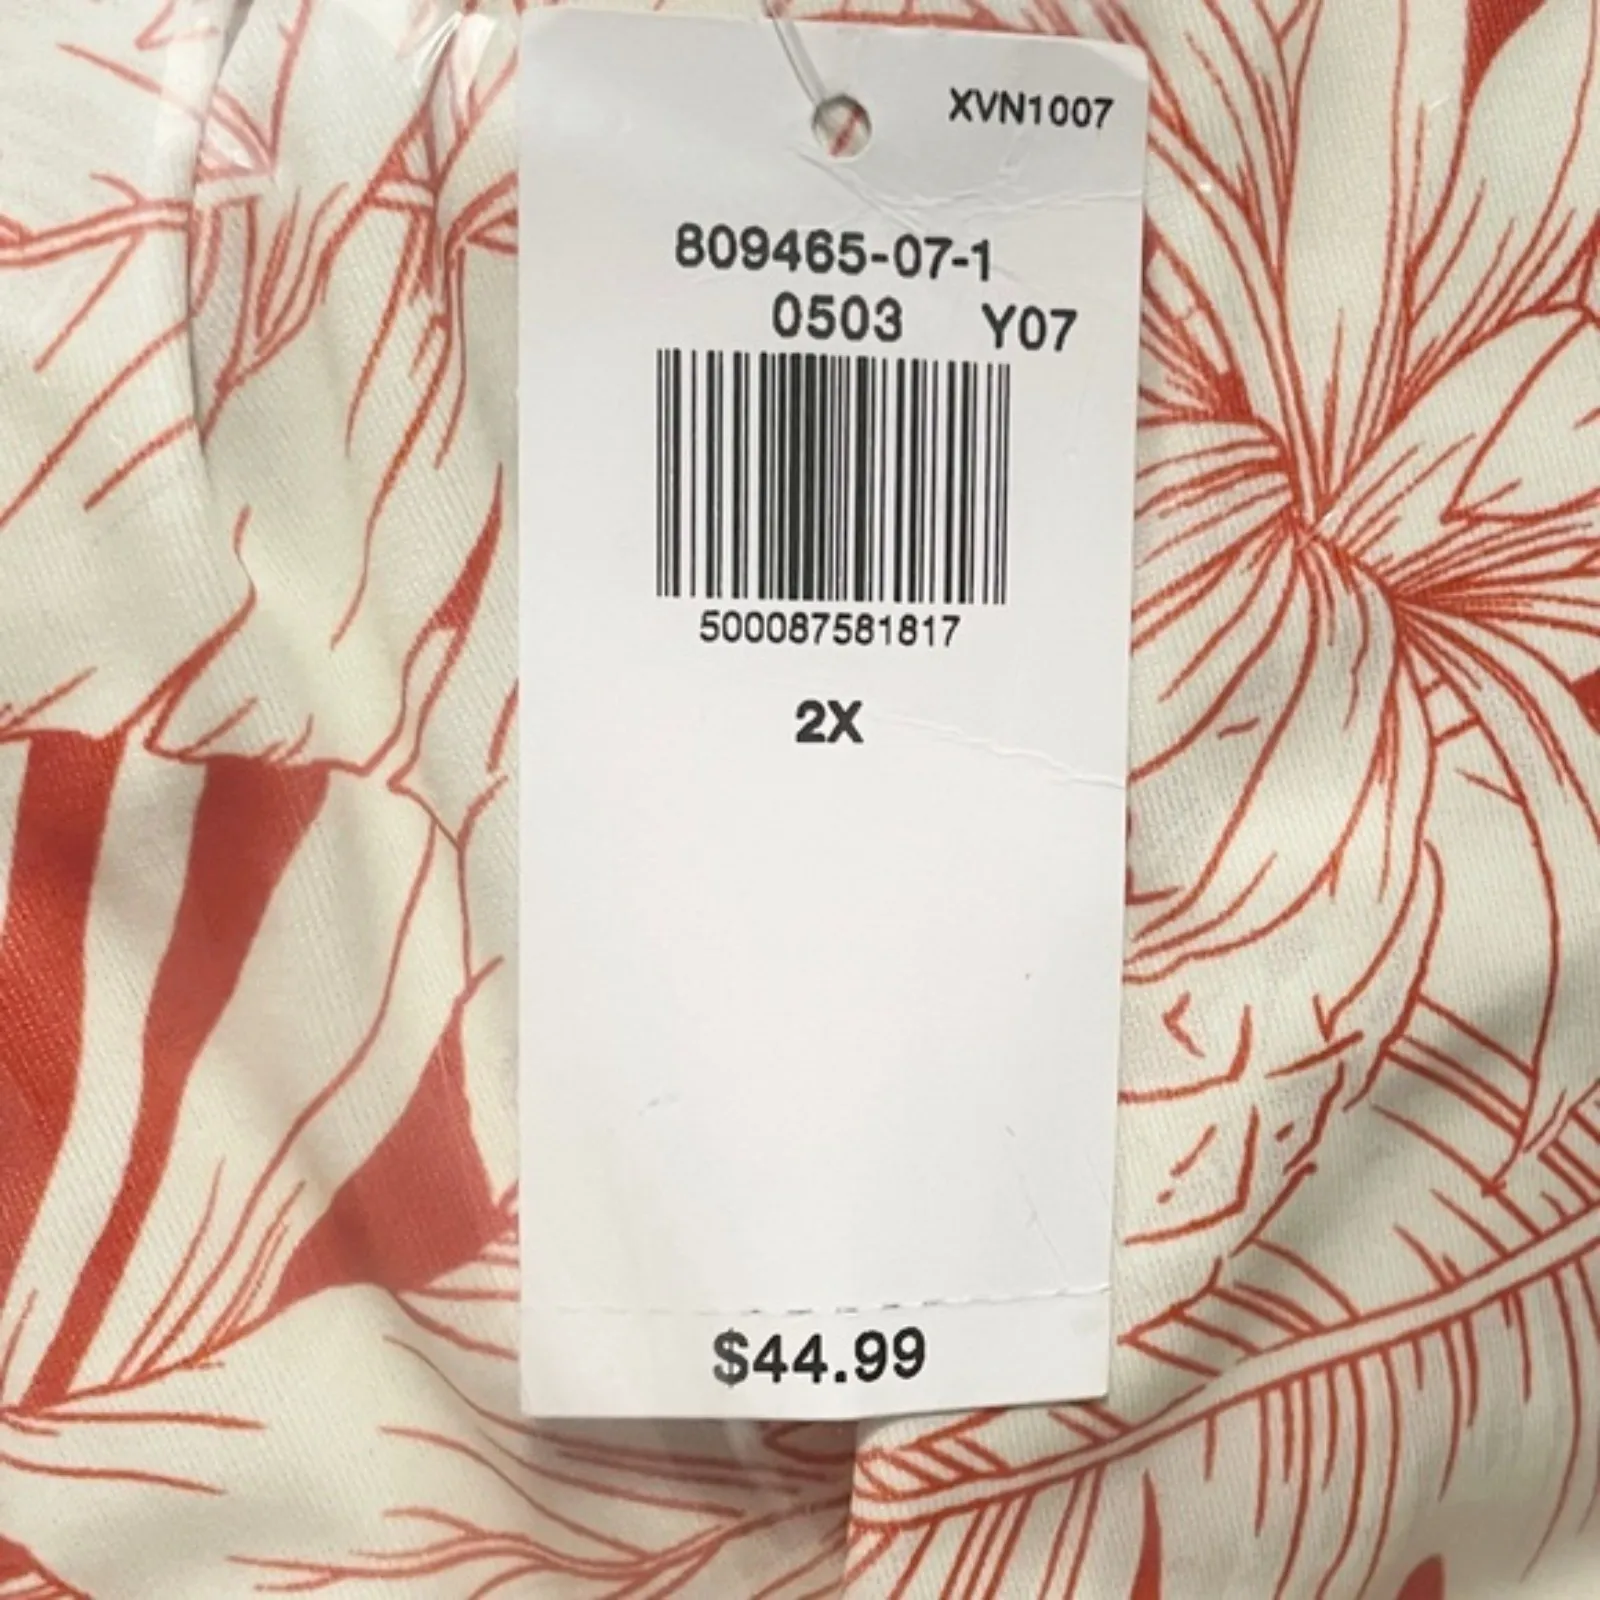 XVN1007
809465-07-1
0503 Y07
500087581817
2X
$44.99